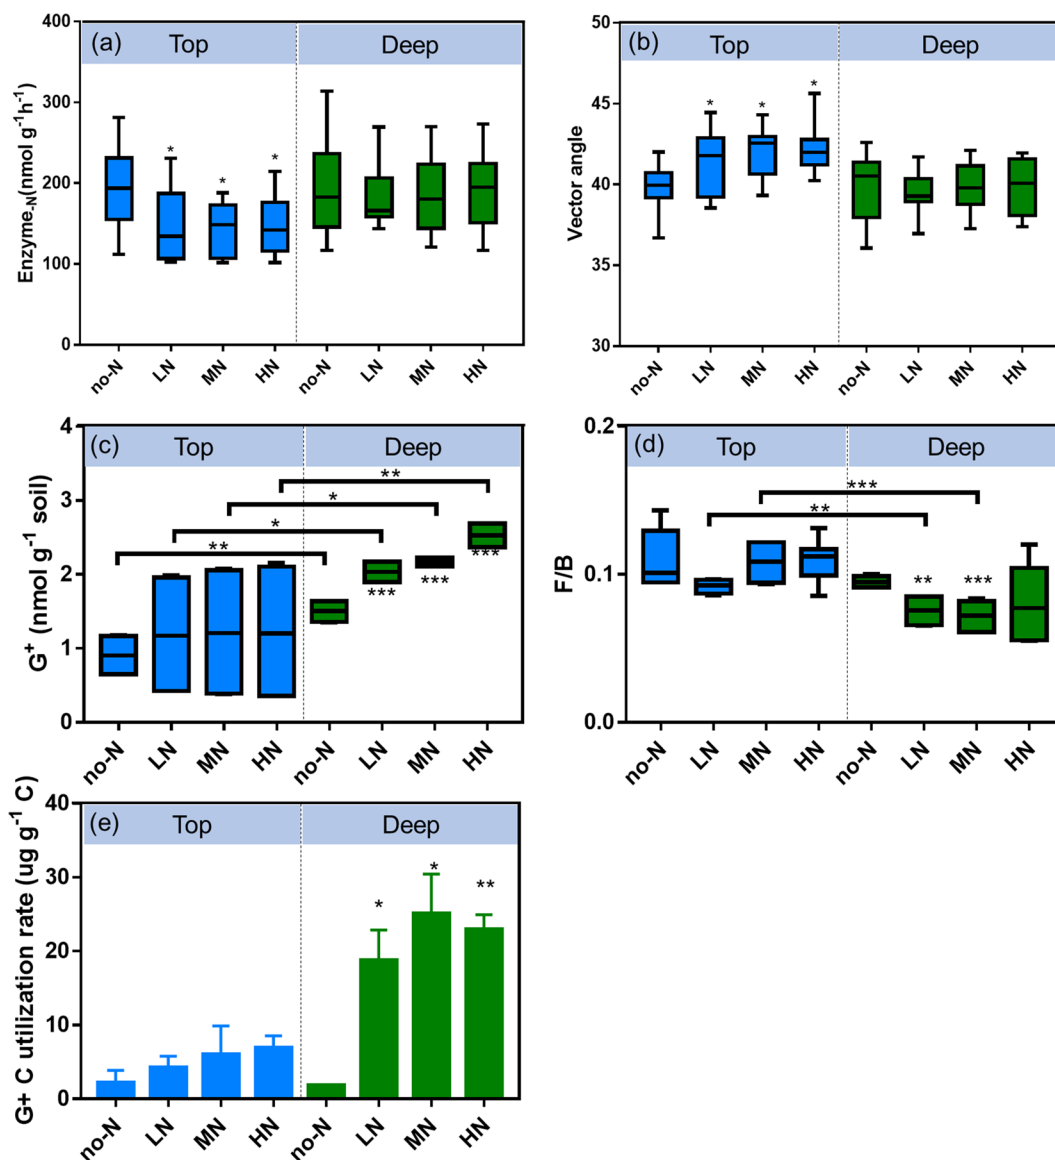 (a) Top Deep
Enzyme-N(nmol g-1h-1)
400
300
200
100
0
* * *
no-N LN MN HN no-N LN MN HN
(b) Top Deep
Vector angle
50
45
40
35
30
* * *
no-N LN MN HN no-N LN MN HN
(c) Top Deep
G+ (nmol g-1 soil)
4
3
2
1
0
**
*
*
**
*** *** ***
no-N LN MN HN no-N LN MN HN
(d) Top Deep
F/B
0.2
0.1
0.0
***
**
** ***
no-N LN MN HN no-N LN MN HN
(e) Top Deep
G+ C utilization rate (ug g-1 C)
40
30
20
10
0
* * **
no-N LN MN HN no-N LN MN HN